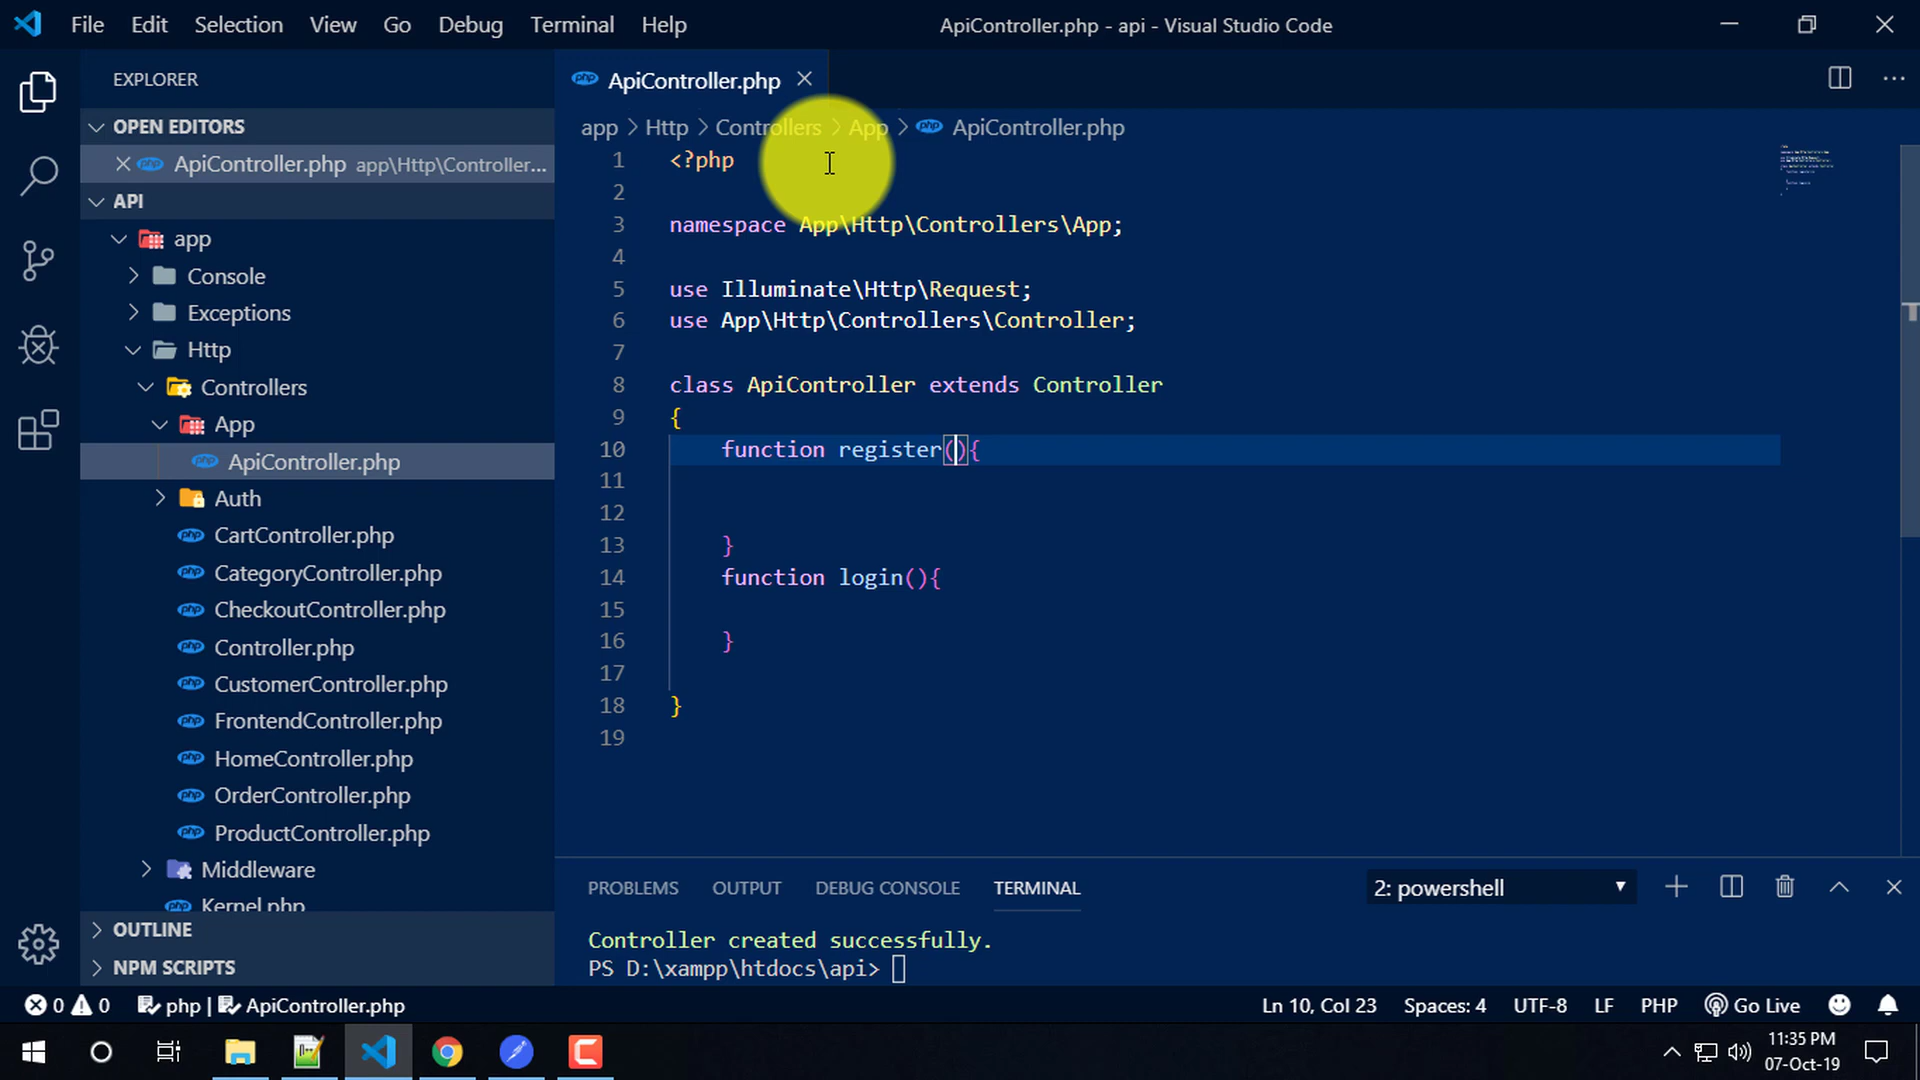 File Edit Selection View Go Debug Terminal Help ApiController.php - api - Visual Studio Code
EXPLORER
OPEN EDITORS
ApiController.php app\Http\Controller...
API
app
Console
Exceptions
Http
Controllers
App
ApiController.php
Auth
CartController.php
CategoryController.php
CheckoutController.php
Controller.php
CustomerController.php
FrontendController.php
HomeController.php
OrderController.php
ProductController.php
Middleware
Kernel.php
OUTLINE
NPM SCRIPTS
php ApiController.php
app > Http > Controllers > App > php ApiController.php
1 <?php
2
3 namespace App\Http\Controllers\App;
4
5 use Illuminate\Http\Request;
6 use App\Http\Controllers\Controller;
7
8 class ApiController extends Controller
9 {
10 function register(){
11
12
13 }
14 function login(){
15
16 }
17
18 }
19
PROBLEMS OUTPUT DEBUG CONSOLE TERMINAL 2: powershell
Controller created successfully.
PS D:\xampp\htdocs\api>
0 0 php | ApiController.php Ln 10, Col 23 Spaces: 4 UTF-8 LF PHP Go Live
11:35 PM
07-Oct-19